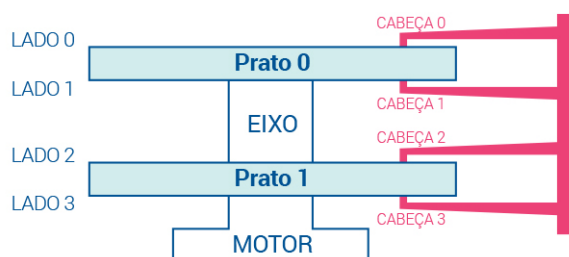 CABEÇA 0
LADO 0
Prato 0
LADO 1
CABEÇA 1
EIXO
CABEÇA 2
LADO 2
Prato 1
LADO 3
CABEÇA 3
MOTOR